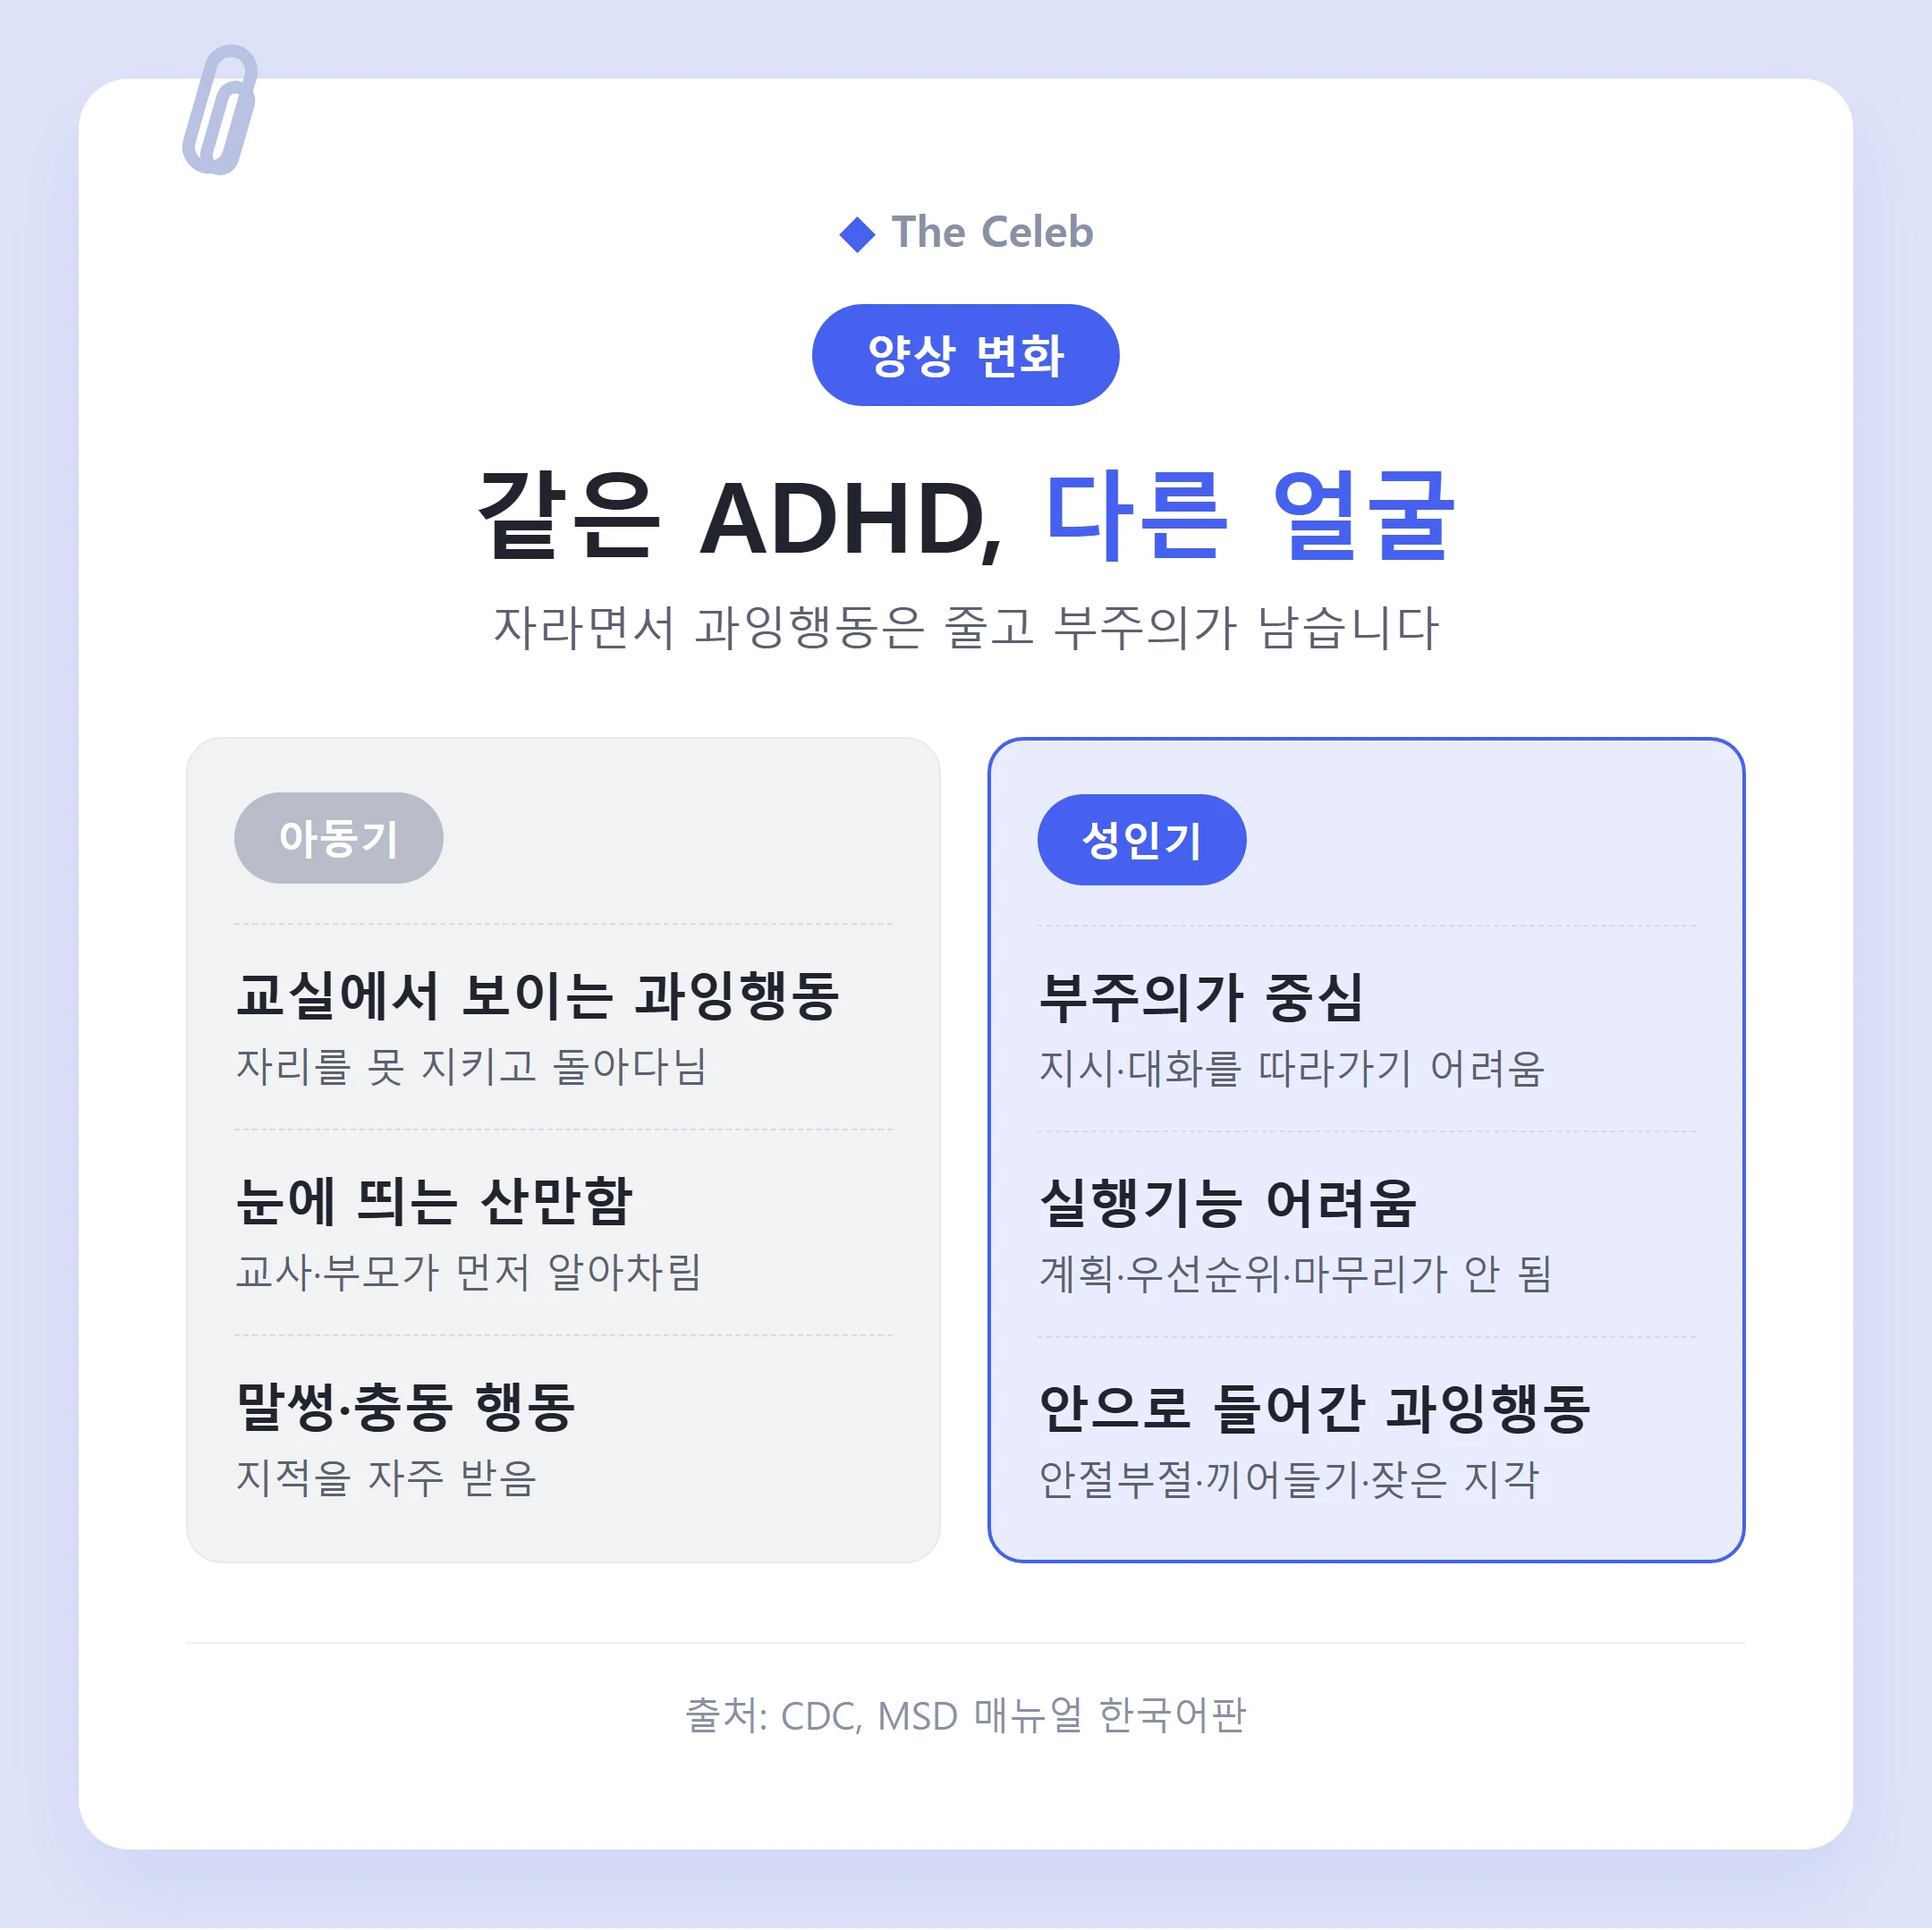 The Celeb
양상 변화
같은 ADHD, 다른 얼굴
자라면서 과잉행동은 줄고 부주의가 남습니다
아동기
교실에서 보이는 과잉행동
자리를 못 지키고 돌아다님
눈에 띄는 산만함
교사·부모가 먼저 알아차림
말썽·충동 행동
지적을 자주 받음
성인기
부주의가 중심
지시·대화를 따라가기 어려움
실행기능 어려움
계획·우선순위·마무리가 안 됨
안으로 들어간 과잉행동
안절부절·끼어들기·잦은 지각
출처: CDC, MSD 매뉴얼 한국어판